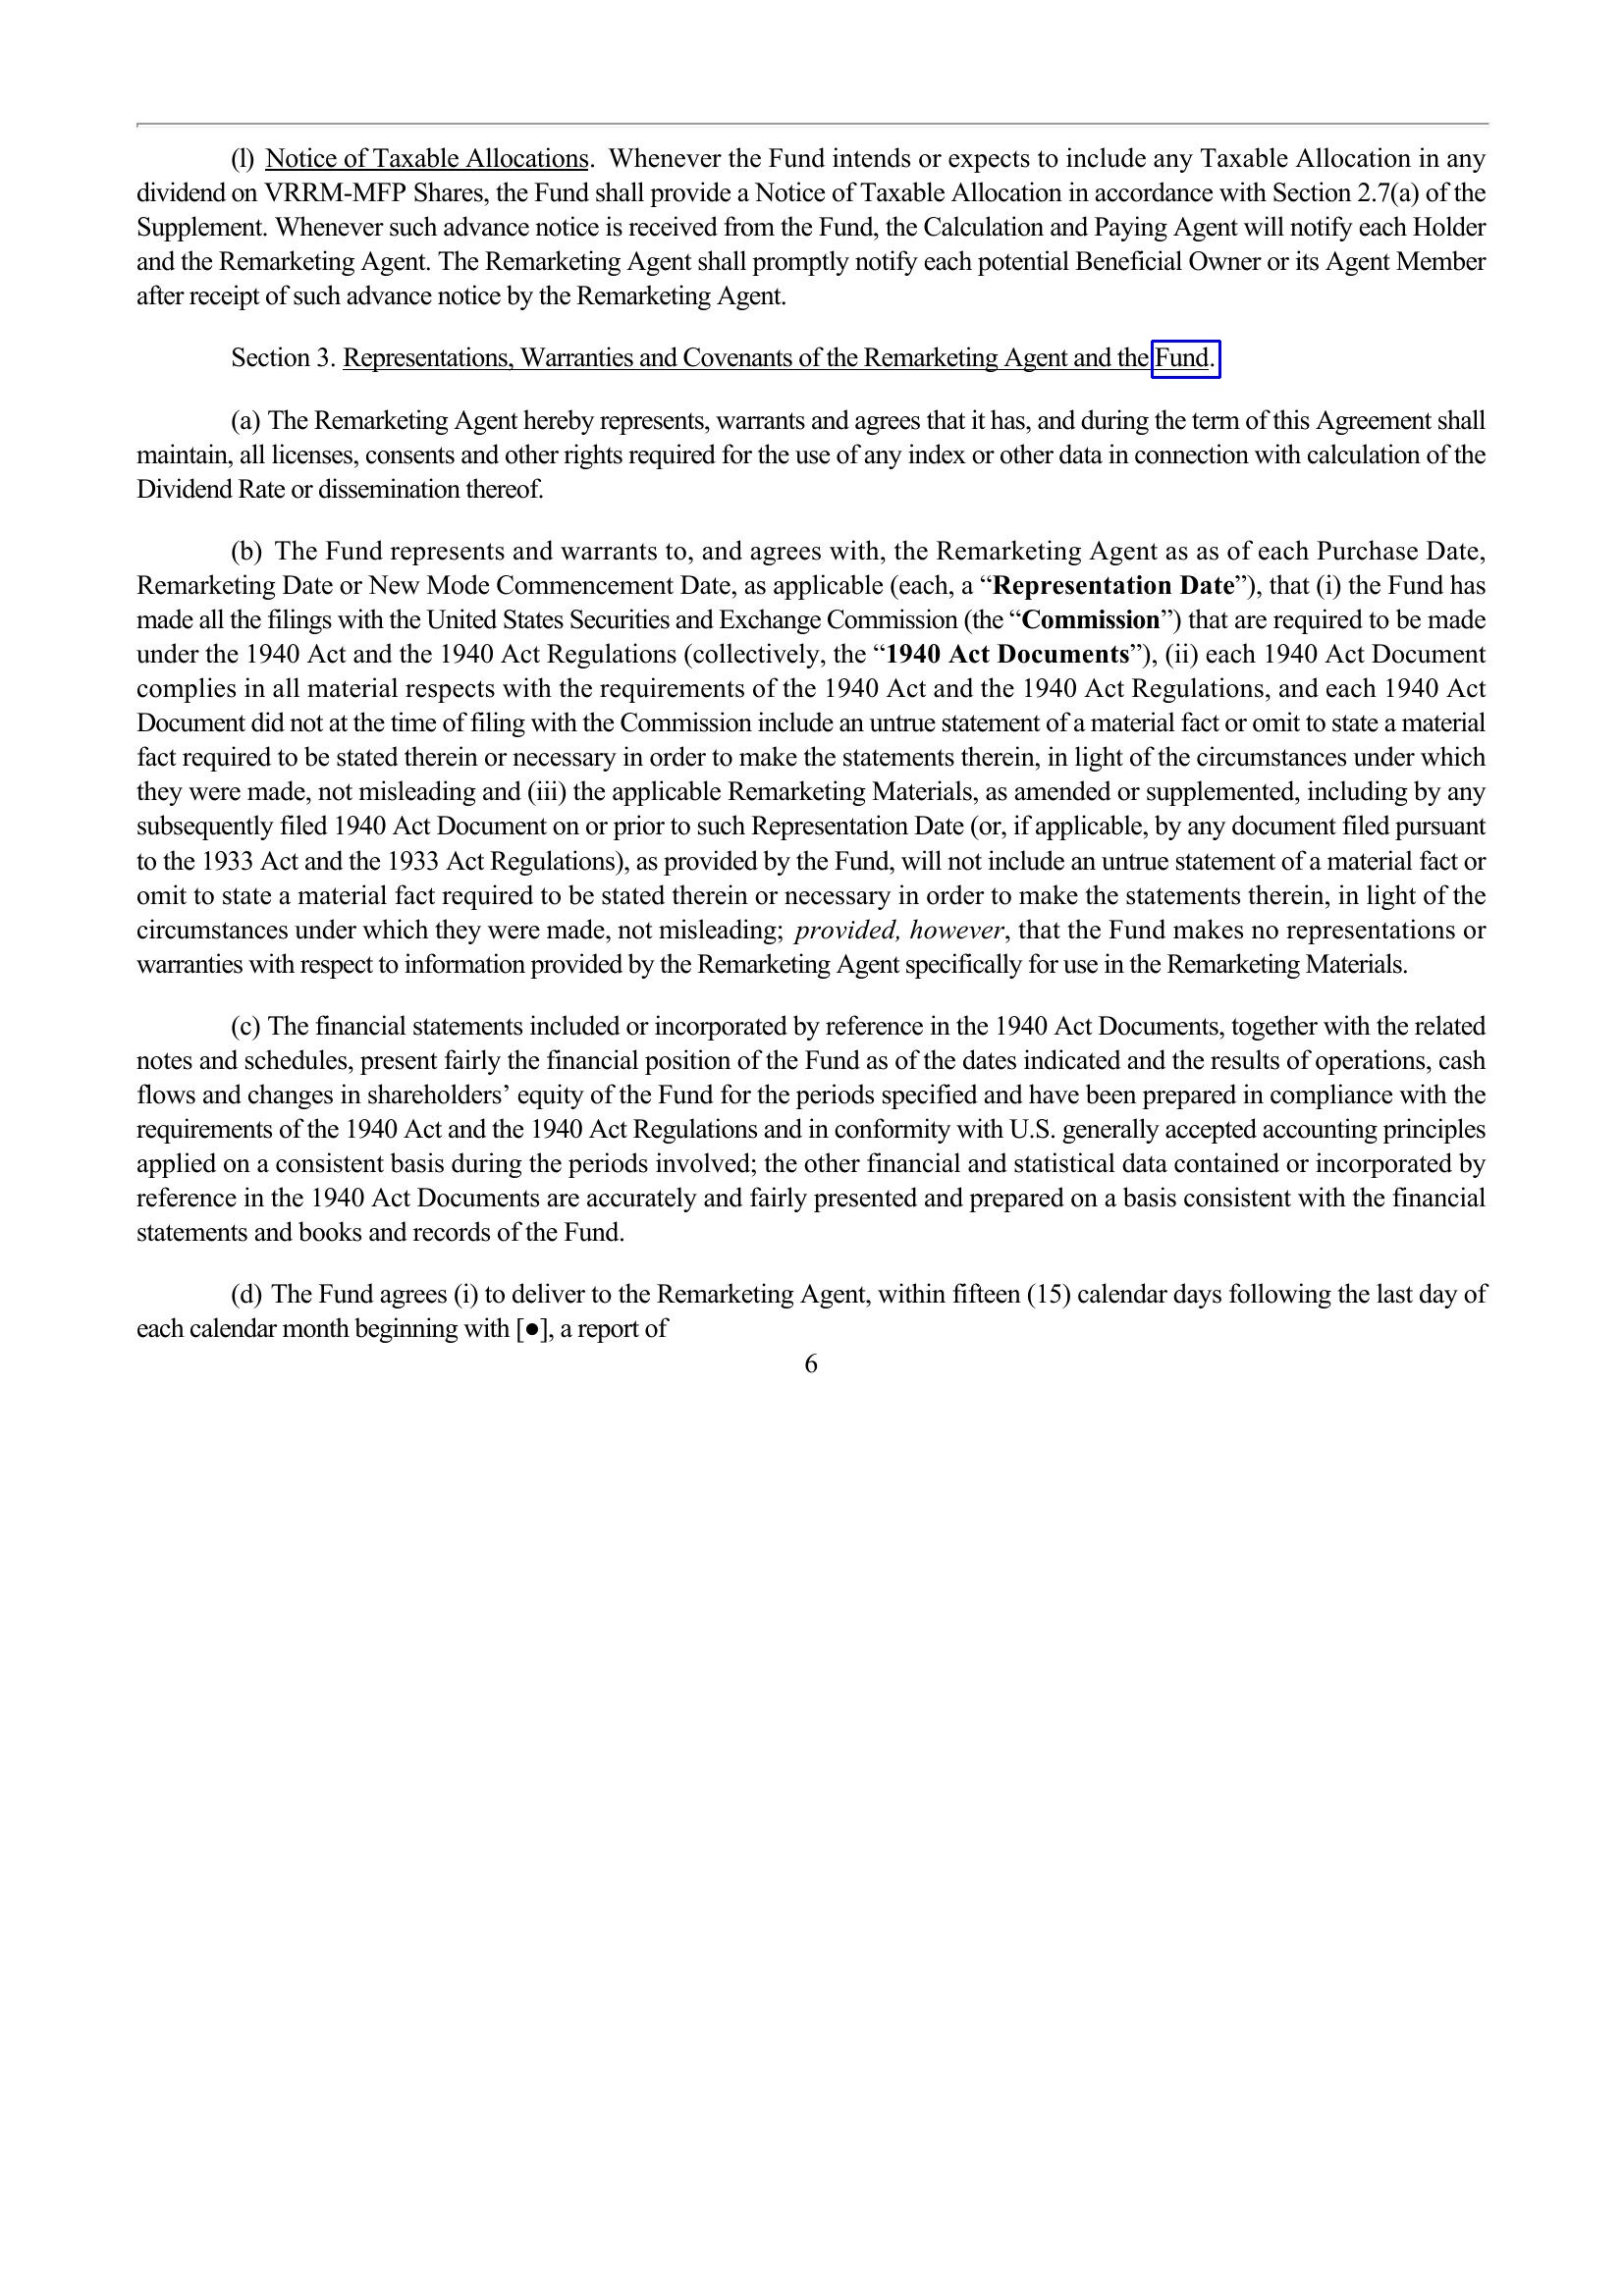 (l) Notice of Taxable Allocations. Whenever the Fund intends or expects to include any Taxable Allocation in any
dividend on VRRM-MFP Shares, the Fund shall provide a Notice of Taxable Allocation in accordance with Section 2.7(a) of the
Supplement. Whenever such advance notice is received from the Fund, the Calculation and Paying Agent will notify each Holder
and the Remarketing Agent. The Remarketing Agent shall promptly notify each potential Beneficial Owner or its Agent Member
after receipt of such advance notice by the Remarketing Agent.
Section 3. Representations, Warranties and Covenants of the Remarketing Agent and the Fund.
(a) The Remarketing Agent hereby represents, warrants and agrees that it has, and during the term of this Agreement shall
maintain, all licenses, consents and other rights required for the use of any index or other data in connection with calculation of the
Dividend Rate or dissemination thereof.
(b) The Fund represents and warrants to, and agrees with, the Remarketing Agent as as of each Purchase Date,
Remarketing Date or New Mode Commencement Date, as applicable (each, a “Representation Date”), that (i) the Fund has
made all the filings with the United States Securities and Exchange Commission (the “Commission”) that are required to be made
under the 1940 Act and the 1940 Act Regulations (collectively, the “1940 Act Documents”), (ii) each 1940 Act Document
complies in all material respects with the requirements of the 1940 Act and the 1940 Act Regulations, and each 1940 Act
Document did not at the time of filing with the Commission include an untrue statement of a material fact or omit to state a material
fact required to be stated therein or necessary in order to make the statements therein, in light of the circumstances under which
they were made, not misleading and (iii) the applicable Remarketing Materials, as amended or supplemented, including by any
subsequently filed 1940 Act Document on or prior to such Representation Date (or, if applicable, by any document filed pursuant
to the 1933 Act and the 1933 Act Regulations), as provided by the Fund, will not include an untrue statement of a material fact or
omit to state a material fact required to be stated therein or necessary in order to make the statements therein, in light of the
circumstances under which they were made, not misleading; provided, however, that the Fund makes no representations or
warranties with respect to information provided by the Remarketing Agent specifically for use in the Remarketing Materials.
(c) The financial statements included or incorporated by reference in the 1940 Act Documents, together with the related
notes and schedules, present fairly the financial position of the Fund as of the dates indicated and the results of operations, cash
flows and changes in shareholders’ equity of the Fund for the periods specified and have been prepared in compliance with the
requirements of the 1940 Act and the 1940 Act Regulations and in conformity with U.S. generally accepted accounting principles
applied on a consistent basis during the periods involved; the other financial and statistical data contained or incorporated by
reference in the 1940 Act Documents are accurately and fairly presented and prepared on a basis consistent with the financial
statements and books and records of the Fund.
(d) The Fund agrees (i) to deliver to the Remarketing Agent, within fifteen (15) calendar days following the last day of
each calendar month beginning with [●], a report of
6